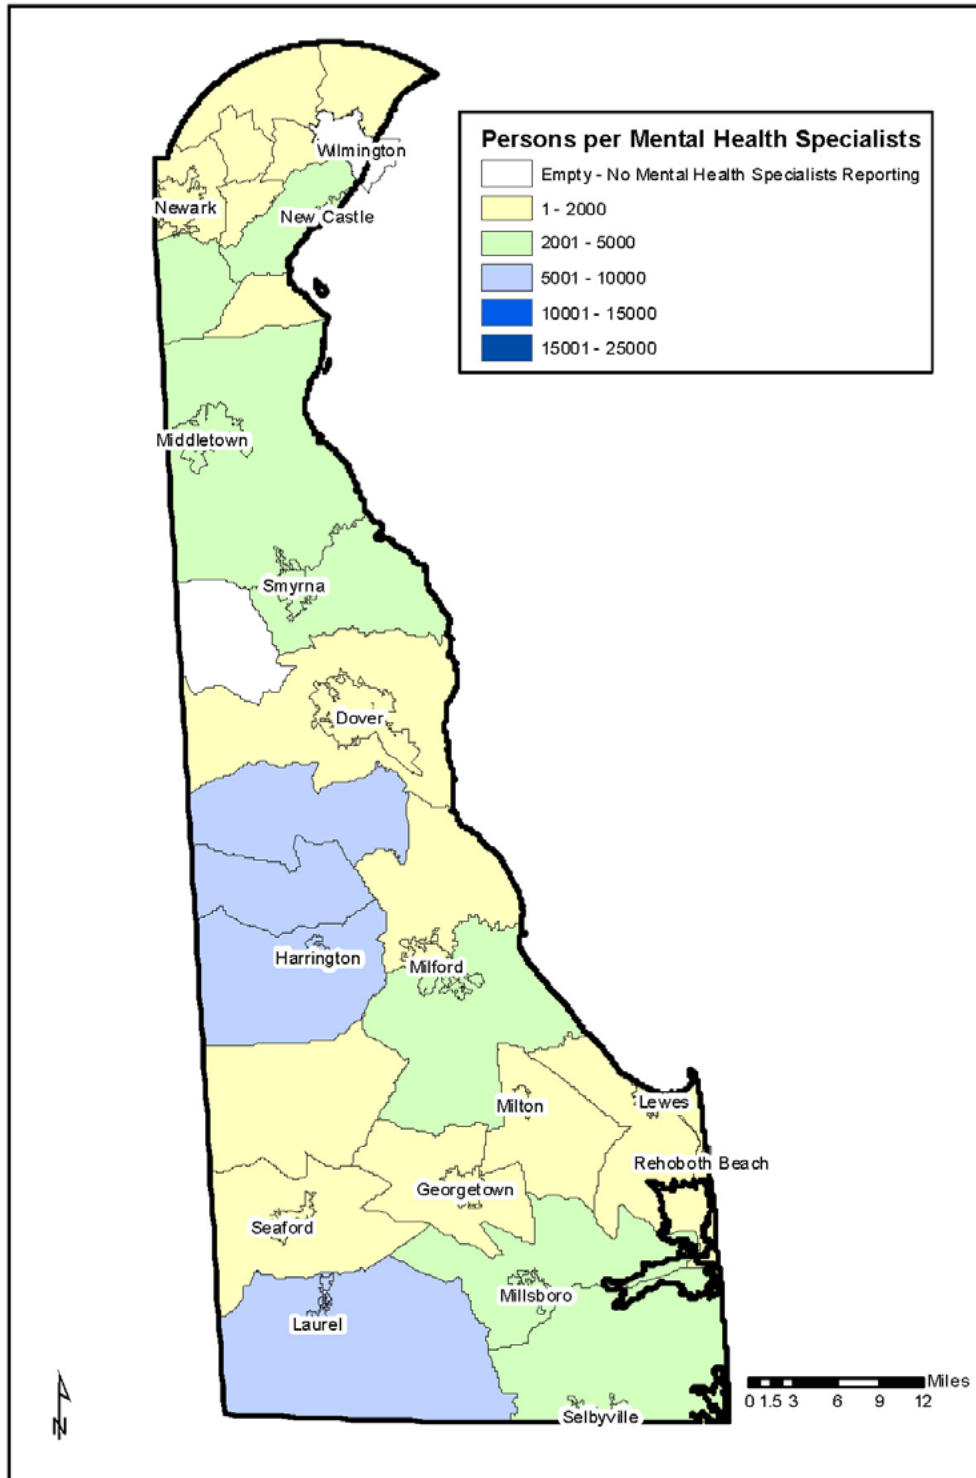 Persons per Mental Health Specialists
Empty - No Mental Health Specialists Reporting
1 - 2000
2001 - 5000
5001 - 10000
10001 - 15000
15001 - 25000
Wilmington
Newark
New Castle
Middletown
Smyrna
Dover
Harrington
Milford
Milton
Lewes
Rehoboth Beach
Georgetown
Seaford
Millsboro
Laurel
Selbyville
Miles
0 1.5 3 6 9 12
N